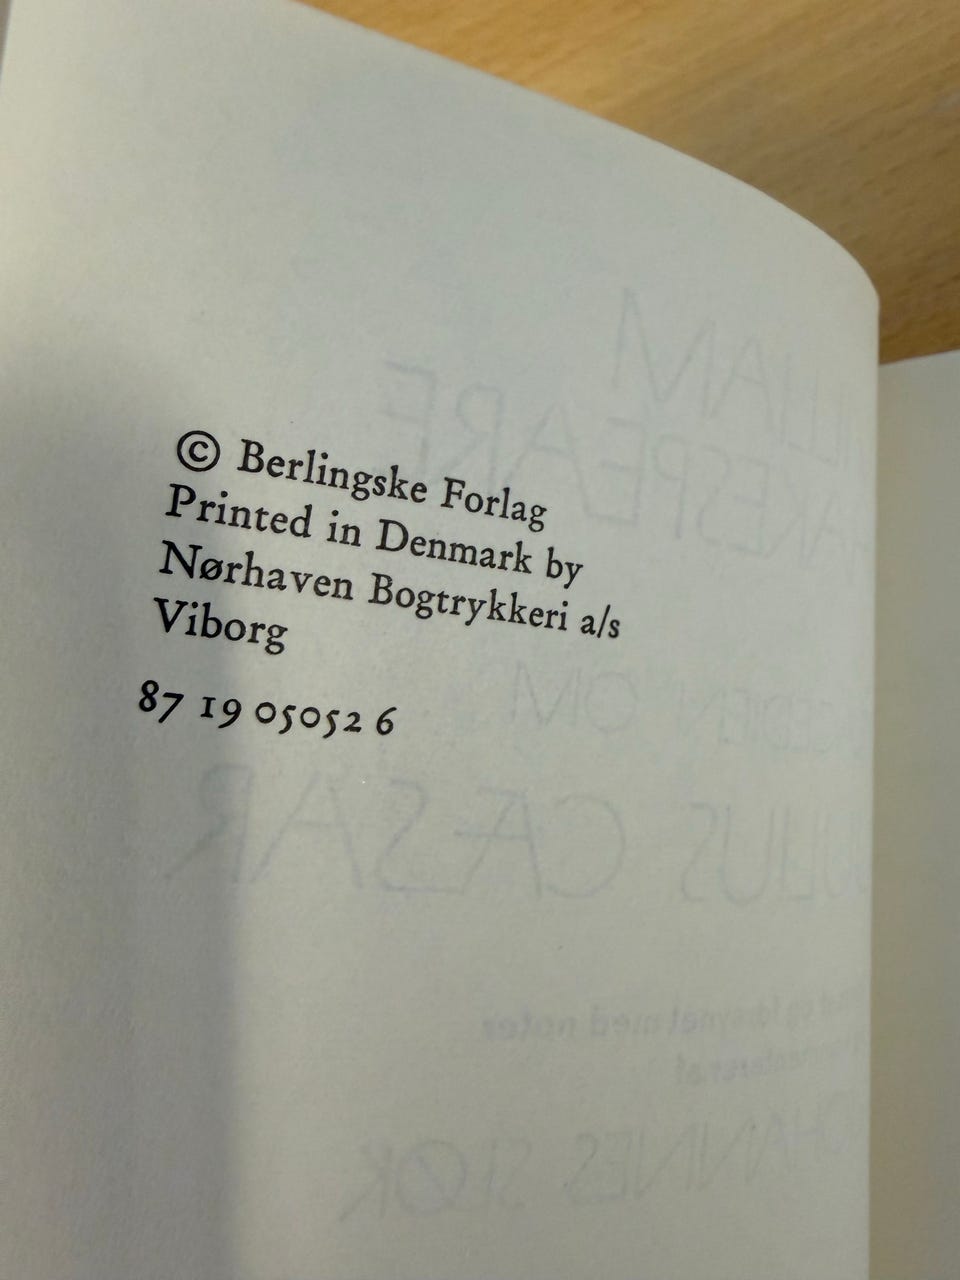 © Berlingske Forlag
Printed in Denmark by
Nørhaven Bogtrykkeri a/s
Viborg
87 19 05052 6